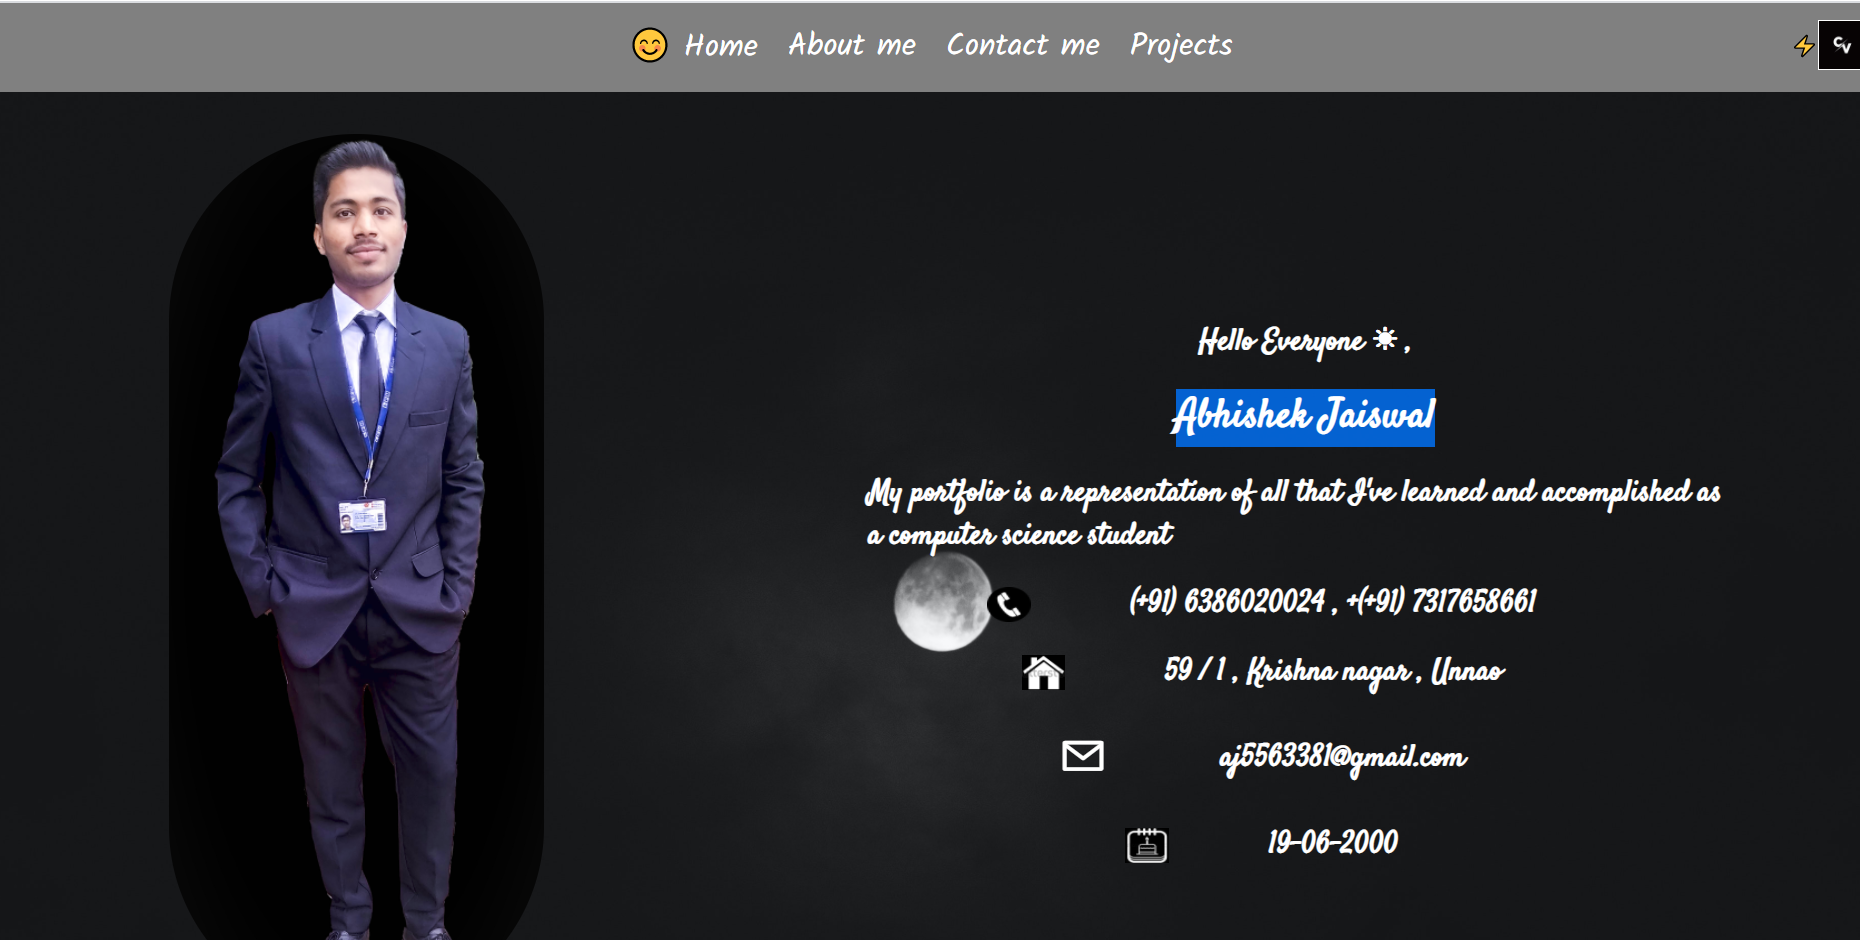 Home About me Contact me Projects
CV
Hello Everyone ☀ ,
Abhishek Jaiswal
My portfolio is a representation of all that I've learned and accomplished as
a computer science student
(+91) 6386020024 , +(+91) 7317658661
59 / 1 , Krishna nagar , Unnao
aj5563381@gmail.com
19-06-2000